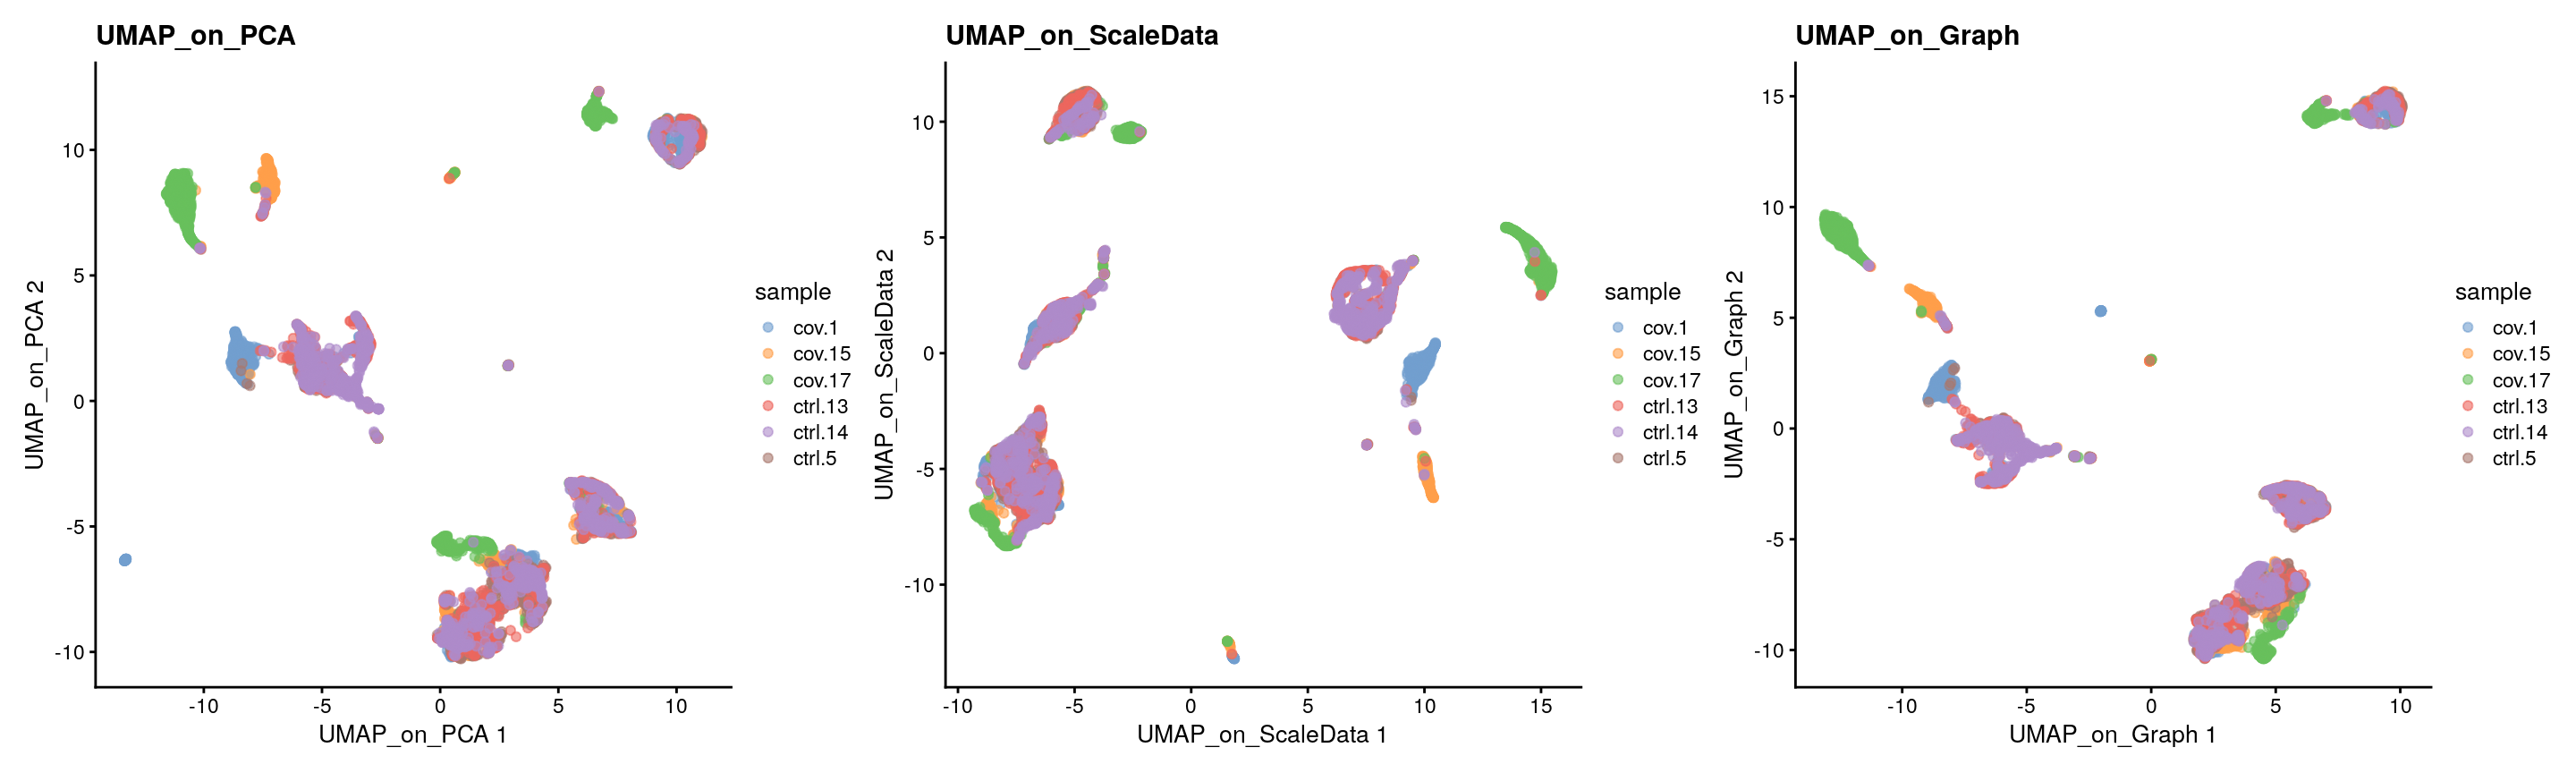 UMAP_on_PCA
10
5
0
-5
-10
-10
-5
0
5
10
UMAP_on_PCA 1
UMAP_on_PCA 2
sample
cov.1
cov.15
cov.17
ctrl.13
ctrl.14
ctrl.5
UMAP_on_ScaleData
10
5
0
-5
-10
-10
-5
0
5
10
15
UMAP_on_ScaleData 1
UMAP_on_ScaleData 2
sample
cov.1
cov.15
cov.17
ctrl.13
ctrl.14
ctrl.5
UMAP_on_Graph
15
10
5
0
-5
-10
-10
-5
0
5
10
UMAP_on_Graph 1
UMAP_on_Graph 2
sample
cov.1
cov.15
cov.17
ctrl.13
ctrl.14
ctrl.5